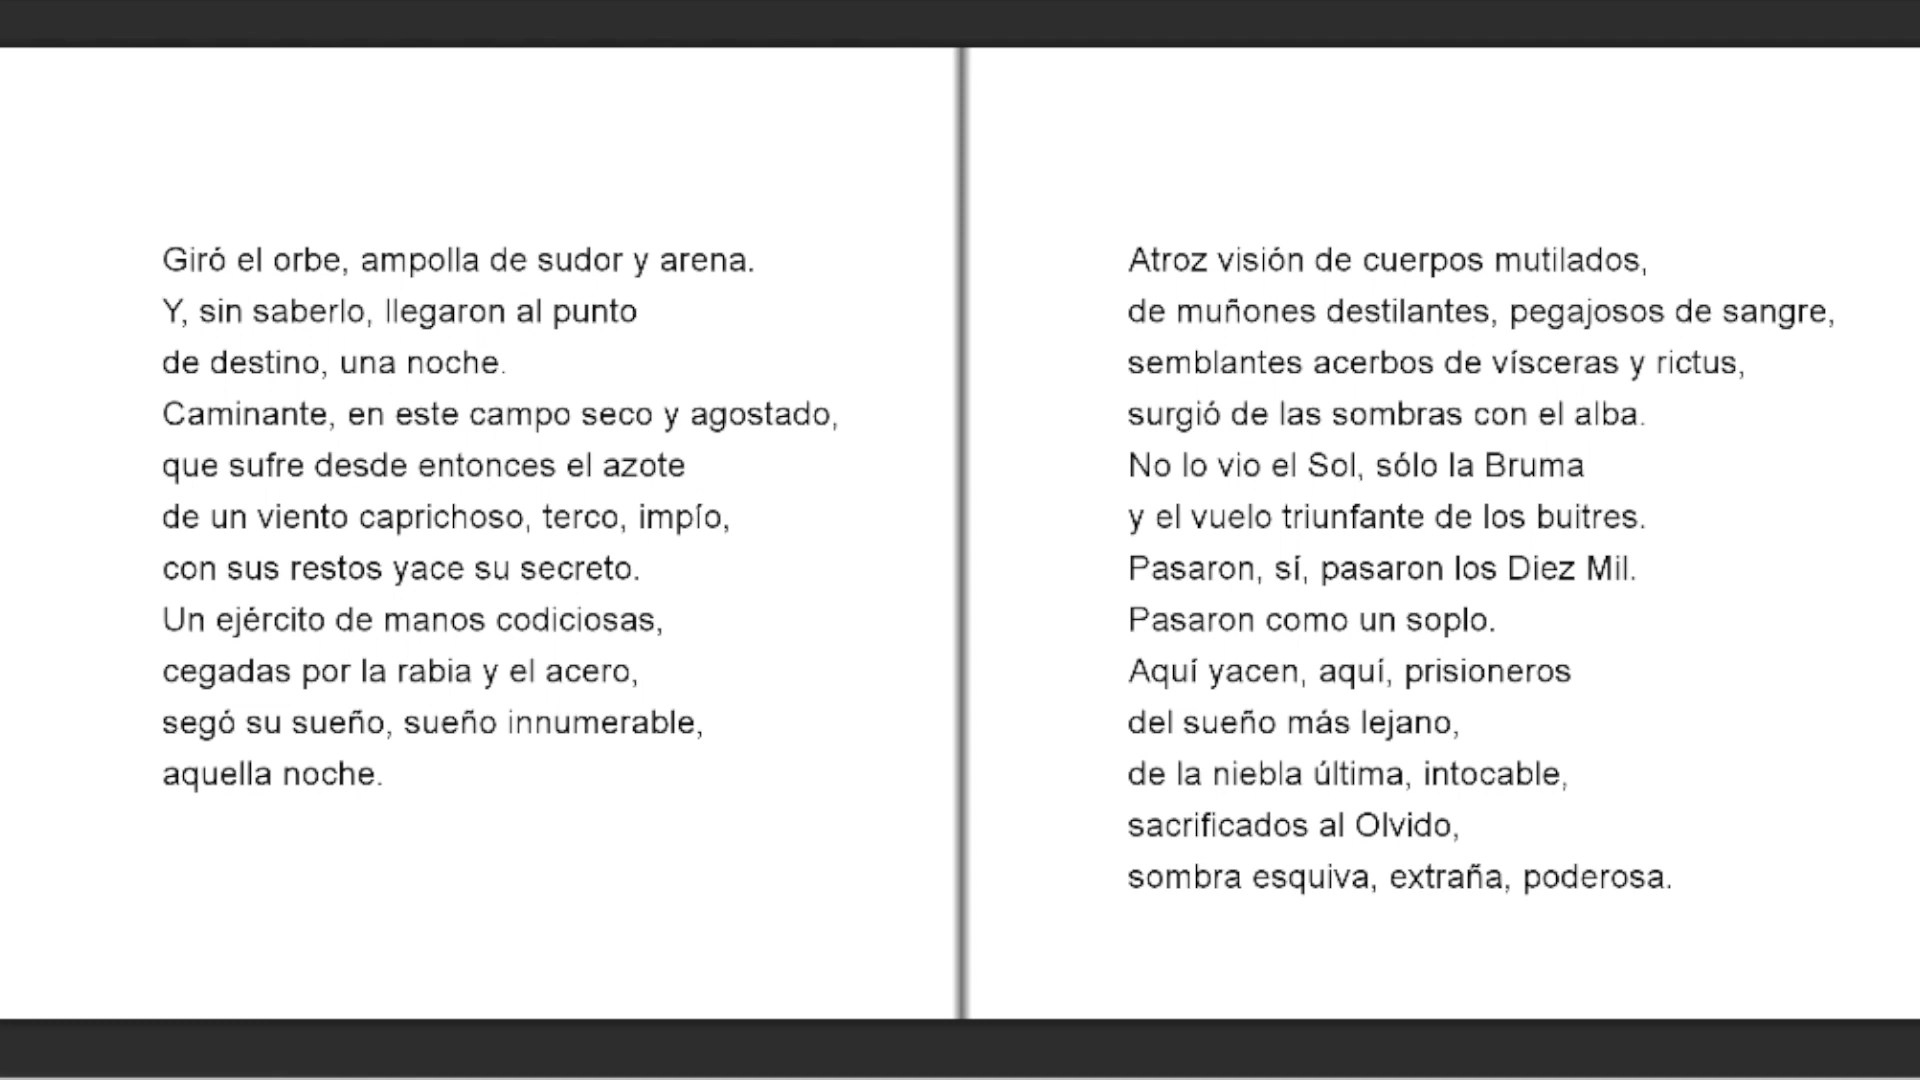 Giró el orbe, ampolla de sudor y arena.
Y, sin saberlo, llegaron al punto
de destino, una noche.
Caminante, en este campo seco y agostado,
que sufre desde entonces el azote
de un viento caprichoso, terco, impío,
con sus restos yace su secreto.
Un ejército de manos codiciosas,
cegadas por la rabia y el acero,
segó su sueño, sueño innumerable,
aquella noche.
Atroz visión de cuerpos mutilados,
de muñones destilantes, pegajosos de sangre,
semblantes acerbos de vísceras y rictus,
surgió de las sombras con el alba.
No lo vio el Sol, sólo la Bruma
y el vuelo triunfante de los buitres.
Pasaron, sí, pasaron los Diez Mil.
Pasaron como un soplo.
Aquí yacen, aquí, prisioneros
del sueño más lejano,
de la niebla última, intocable,
sacrificados al Olvido,
sombra esquiva, extraña, poderosa.